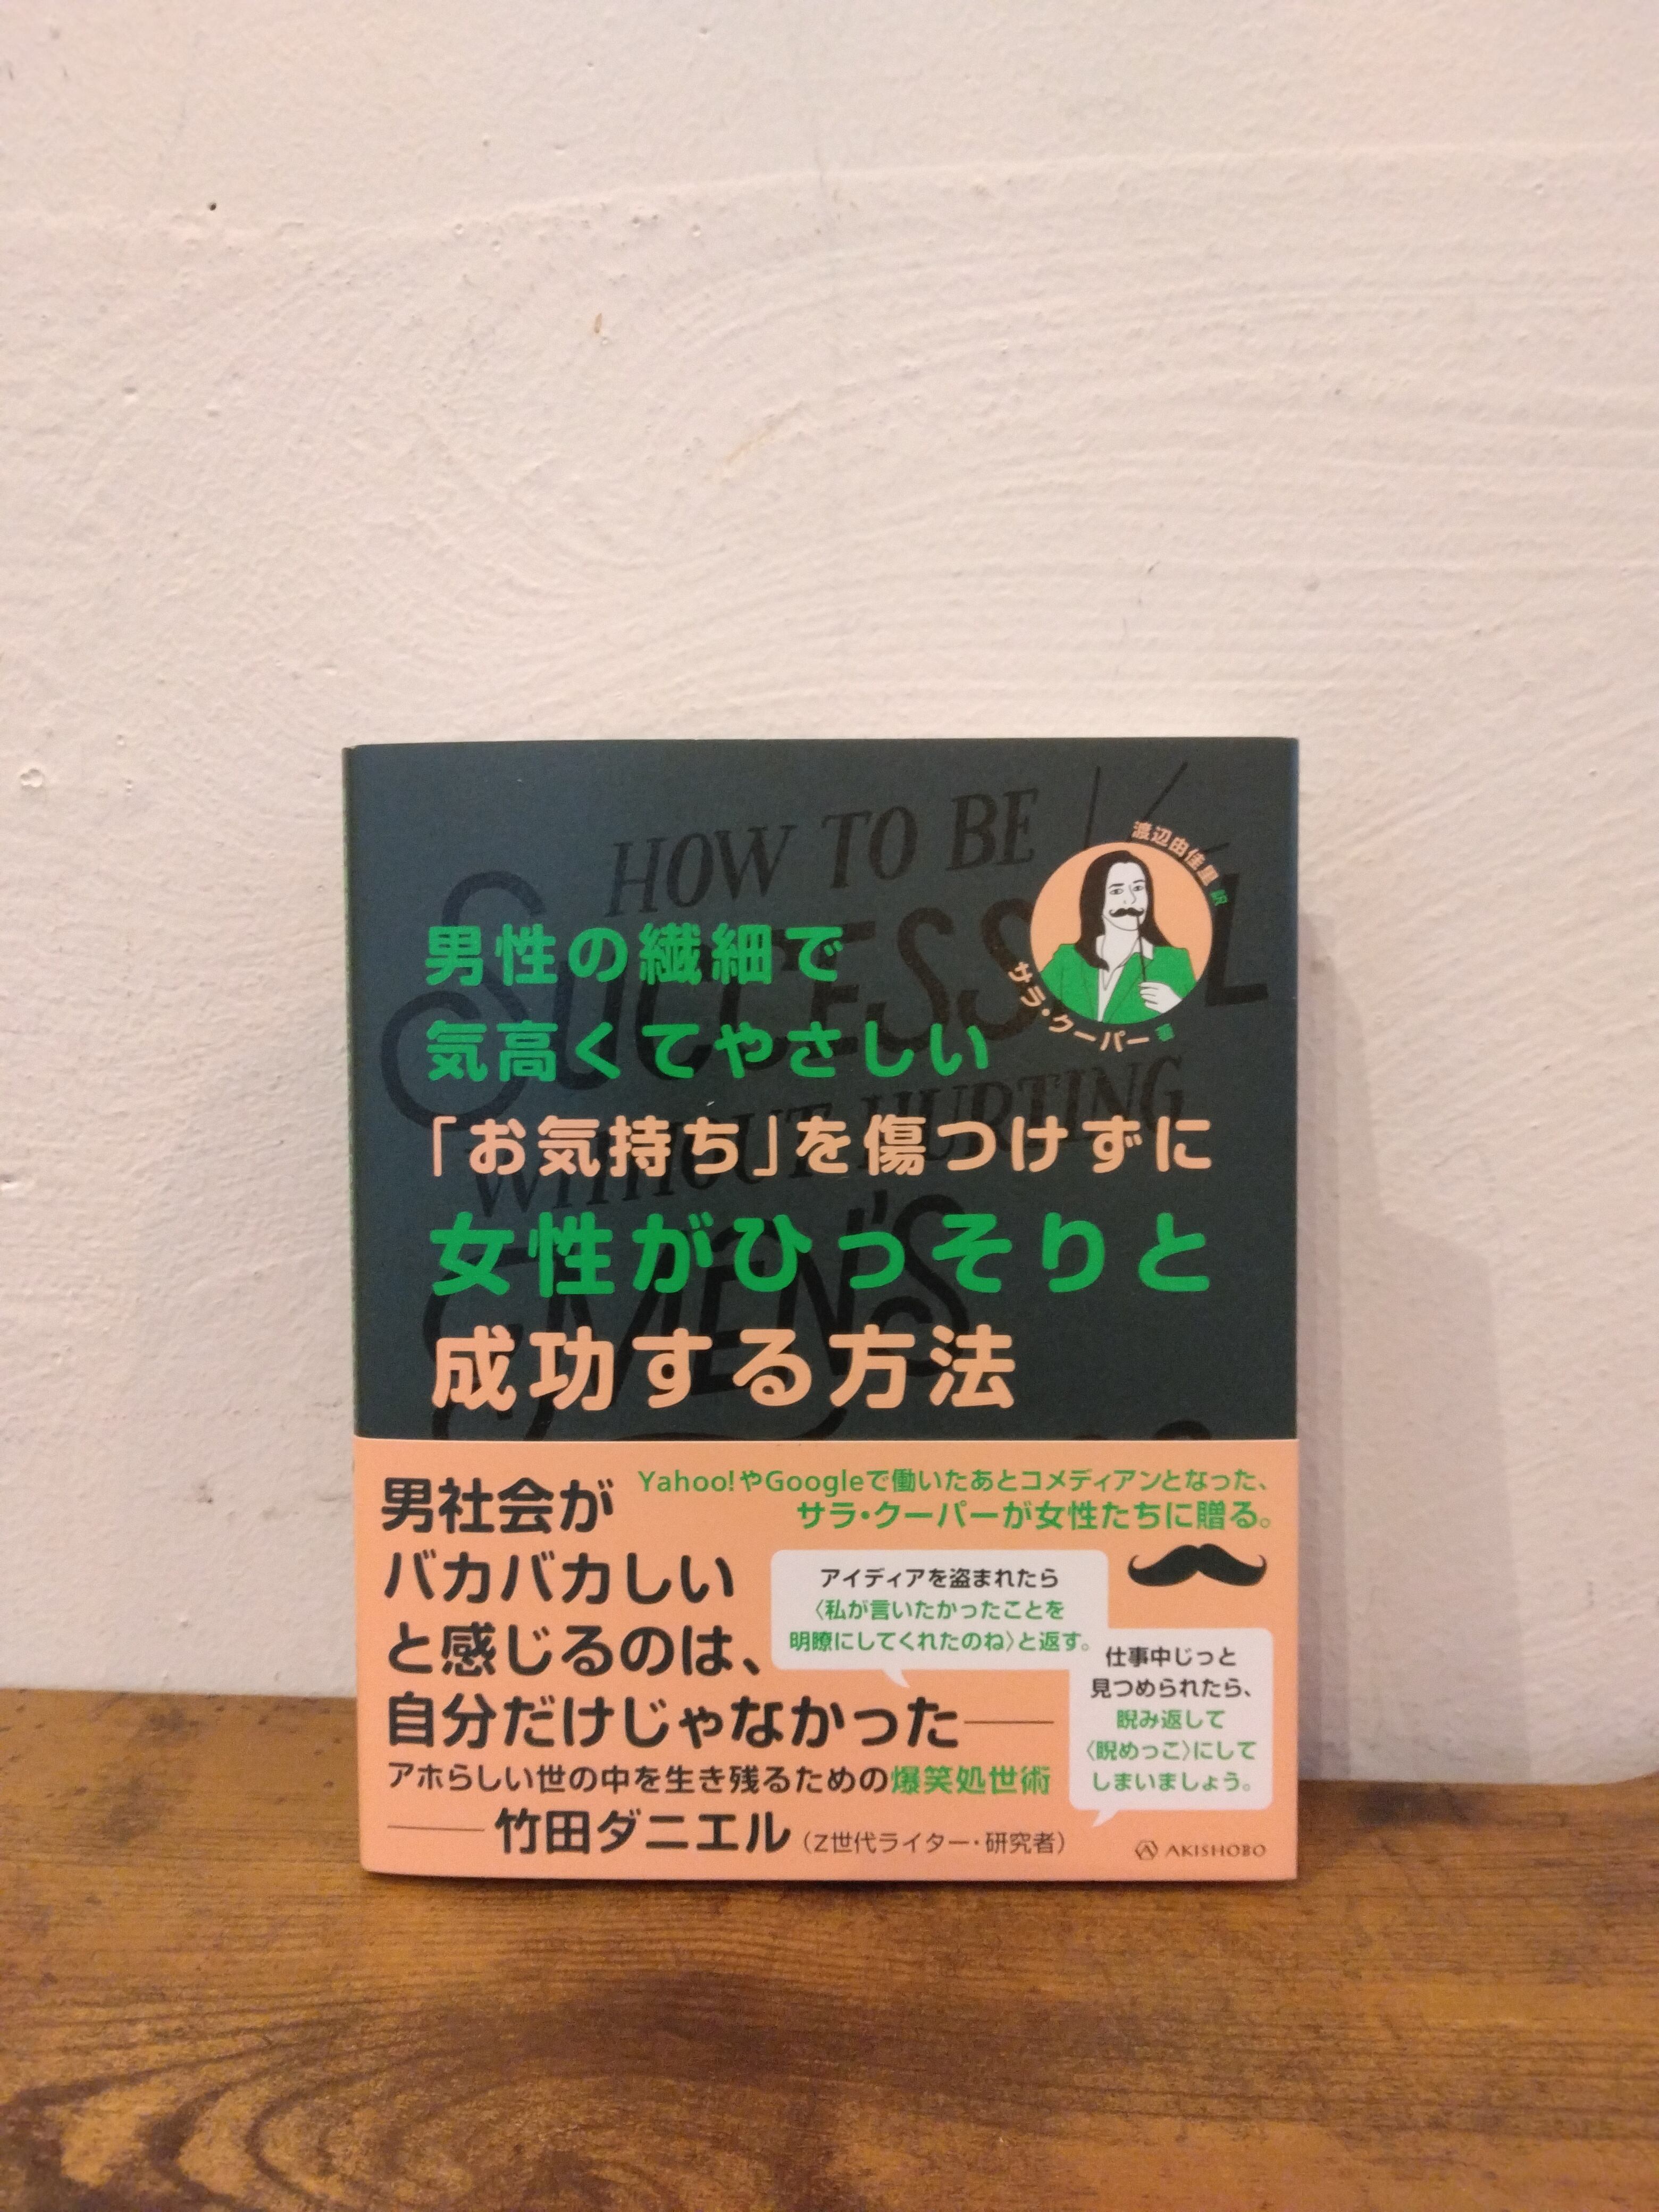 HOW TO BE
SUCCESSFUL
WITHOUT HURTING
MEN'S
渡辺由佳里 訳
サラ・クーパー 著
男性の繊細で
気高くてやさしい
「お気持ち」を傷つけずに
女性がひっそりと
成功する方法
Yahoo!やGoogleで働いたあとコメディアンとなった、
サラ・クーパーが女性たちに贈る。
男社会が
バカバカしい
と感じるのは、
自分だけじゃなかった――
アホらしい世の中を生き残るための爆笑処世術
――竹田ダニエル(Z世代ライター・研究者)
アイディアを盗まれたら
〈私が言いたかったことを
明瞭にしてくれたのね〉と返す。
仕事中じっと
見つめられたら、
睨み返して
〈睨めっこ〉にして
しまいましょう。
AKISHOBO